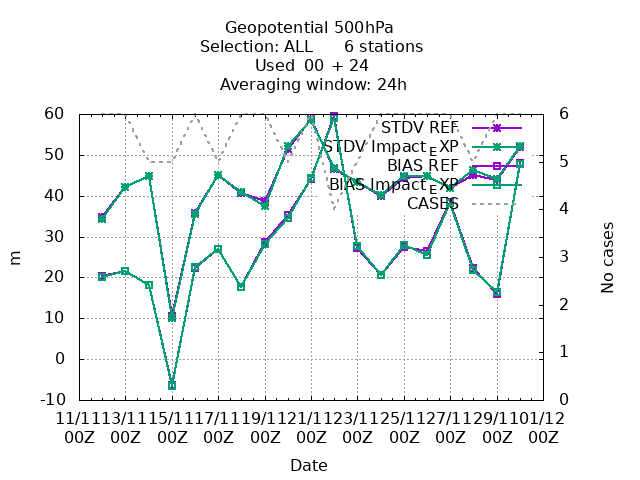 Geopotential 500hPa
Selection: ALL      6 stations
Used  00  + 24
Averaging window: 24h
60 6
50 5
40 4
30 3
20 2
10 1
0
-10 0
m
No cases
STDV REF
STDV Impact_EXP
BIAS REF
BIAS Impact_EXP
CASES
11/11 13/11 15/11 17/11 19/11 21/11 23/11 25/11 27/11 29/11 01/12
00Z 00Z 00Z 00Z 00Z 00Z 00Z 00Z 00Z 00Z 00Z
Date